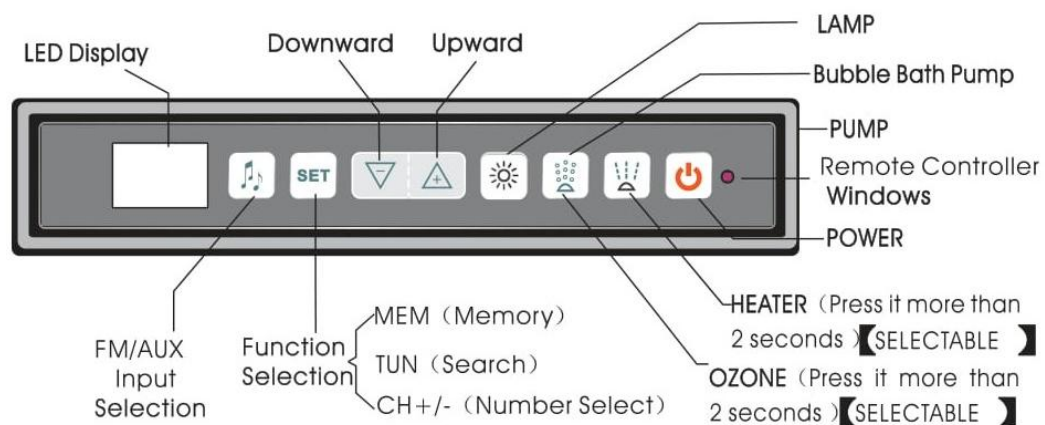 LED Display
Downward
Upward
LAMP
Bubble Bath Pump
PUMP
Remote Controller
Windows
POWER
SET
- +
FM/AUX
Input
Selection
Function
Selection
MEM（Memory）
TUN（Search）
CH+/-（Number Select）
HEATER（Press it more than
2 seconds）【SELECTABLE 】
OZONE（Press it more than
2 seconds）【SELECTABLE 】